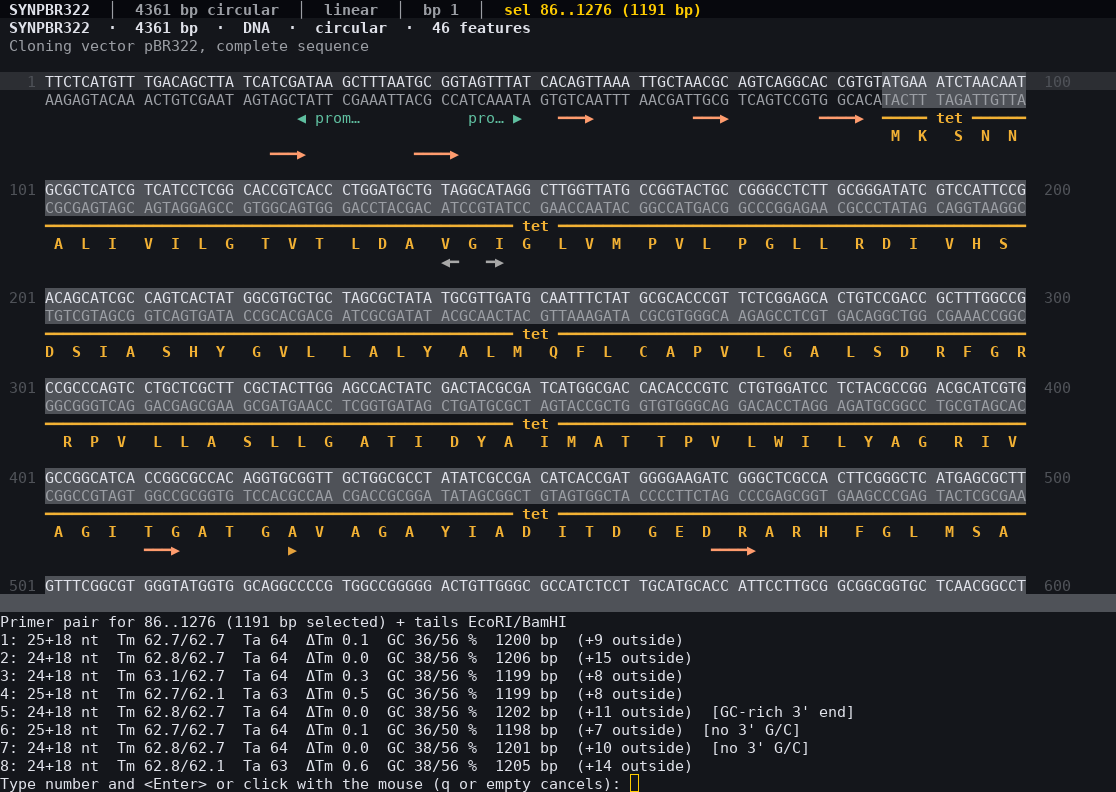 SYNPBR322 │ 4361 bp circular │ linear │ bp 1 │ sel 86..1276 (1191 bp)
SYNPBR322 · 4361 bp · DNA · circular · 46 features
Cloning vector pBR322, complete sequence
1 TTCTCATGTT TGACAGCTTA TCATCGATAA GCTTTAATGC GGTAGTTTAT CACAGTTAAA TTGCTAACGC AGTCAGGCAC CGTGTATGAA ATCTAACAAT 100
AAGAGTACAA ACTGTCGAAT AGTAGCTATT CGAAATTACG CCATCAAATA GTGTCAATTT AACGATTGCG TCAGTCCGTG GCACATACTT TAGATTGTTA
◀ prom… pro… ▶ tet
M K S N N
101 GCGCTCATCG TCATCCTCGG CACCGTCACC CTGGATGCTG TAGGCATAGG CTTGGTTATG CCGGTACTGC CGGGCCTCTT GCGGGATATC GTCCATTCCG 200
CGCGAGTAGC AGTAGGAGCC GTGGCAGTGG GACCTACGAC ATCCGTATCC GAACCAATAC GGCCATGACG GCCCGGAGAA CGCCCTATAG CAGGTAAGGC
tet
A L I V I L G T V T L D A V G I G L V M P V L P G L L R D I V H S
201 ACAGCATCGC CAGTCACTAT GGCGTGCTGC TAGCGCTATA TGCGTTGATG CAATTTCTAT GCGCACCCGT TCTCGGAGCA CTGTCCGACC GCTTTGGCCG 300
TGTCGTAGCG GTCAGTGATA CCGCACGACG ATCGCGATAT ACGCAACTAC GTTAAAGATA CGCGTGGGCA AGAGCCTCGT GACAGGCTGG CGAAACCGGC
tet
D S I A S H Y G V L L A L Y A L M Q F L C A P V L G A L S D R F G R
301 CCGCCCAGTC CTGCTCGCTT CGCTACTTGG AGCCACTATC GACTACGCGA TCATGGCGAC CACACCCGTC CTGTGGATCC TCTACGCCGG ACGCATCGTG 400
GGCGGGTCAG GACGAGCGAA GCGATGAACC TCGGTGATAG CTGATGCGCT AGTACCGCTG GTGTGGGCAG GACACCTAGG AGATGCGGCC TGCGTAGCAC
tet
R P V L L A S L L G A T I D Y A I M A T T P V L W I L Y A G R I V
401 GCCGGCATCA CCGGCGCCAC AGGTGCGGTT GCTGGCGCCT ATATCGCCGA CATCACCGAT GGGGAAGATC GGGCTCGCCA CTTCGGGCTC ATGAGCGCTT 500
CGGCCGTAGT GGCCGCGGTG TCCACGCCAA CGACCGCGGA TATAGCGGCT GTAGTGGCTA CCCCTTCTAG CCCGAGCGGT GAAGCCCGAG TACTCGCGAA
tet
A G I T G A T G A V A G A Y I A D I T D G E D R A R H F G L M S A
501 GTTTCGGCGT GGGTATGGTG GCAGGCCCCG TGGCCGGGGG ACTGTTGGGC GCCATCTCCT TGCATGCACC ATTCCTTGCG GCGGCGGTGC TCAACGGCCT 600
Primer pair for 86..1276 (1191 bp selected) + tails EcoRI/BamHI
1: 25+18 nt Tm 62.7/62.7 Ta 64 ΔTm 0.1 GC 36/56 % 1200 bp (+9 outside)
2: 24+18 nt Tm 62.8/62.7 Ta 64 ΔTm 0.0 GC 38/56 % 1206 bp (+15 outside)
3: 24+18 nt Tm 63.1/62.7 Ta 64 ΔTm 0.3 GC 38/56 % 1199 bp (+8 outside)
4: 25+18 nt Tm 62.7/62.1 Ta 63 ΔTm 0.5 GC 36/56 % 1199 bp (+8 outside)
5: 24+18 nt Tm 62.8/62.7 Ta 64 ΔTm 0.0 GC 38/56 % 1202 bp (+11 outside) [GC-rich 3' end]
6: 25+18 nt Tm 62.7/62.7 Ta 64 ΔTm 0.1 GC 36/50 % 1198 bp (+7 outside) [no 3' G/C]
7: 24+18 nt Tm 62.8/62.7 Ta 64 ΔTm 0.0 GC 38/56 % 1201 bp (+10 outside) [no 3' G/C]
8: 24+18 nt Tm 62.8/62.1 Ta 63 ΔTm 0.6 GC 38/56 % 1205 bp (+14 outside)
Type number and <Enter> or click with the mouse (q or empty cancels):